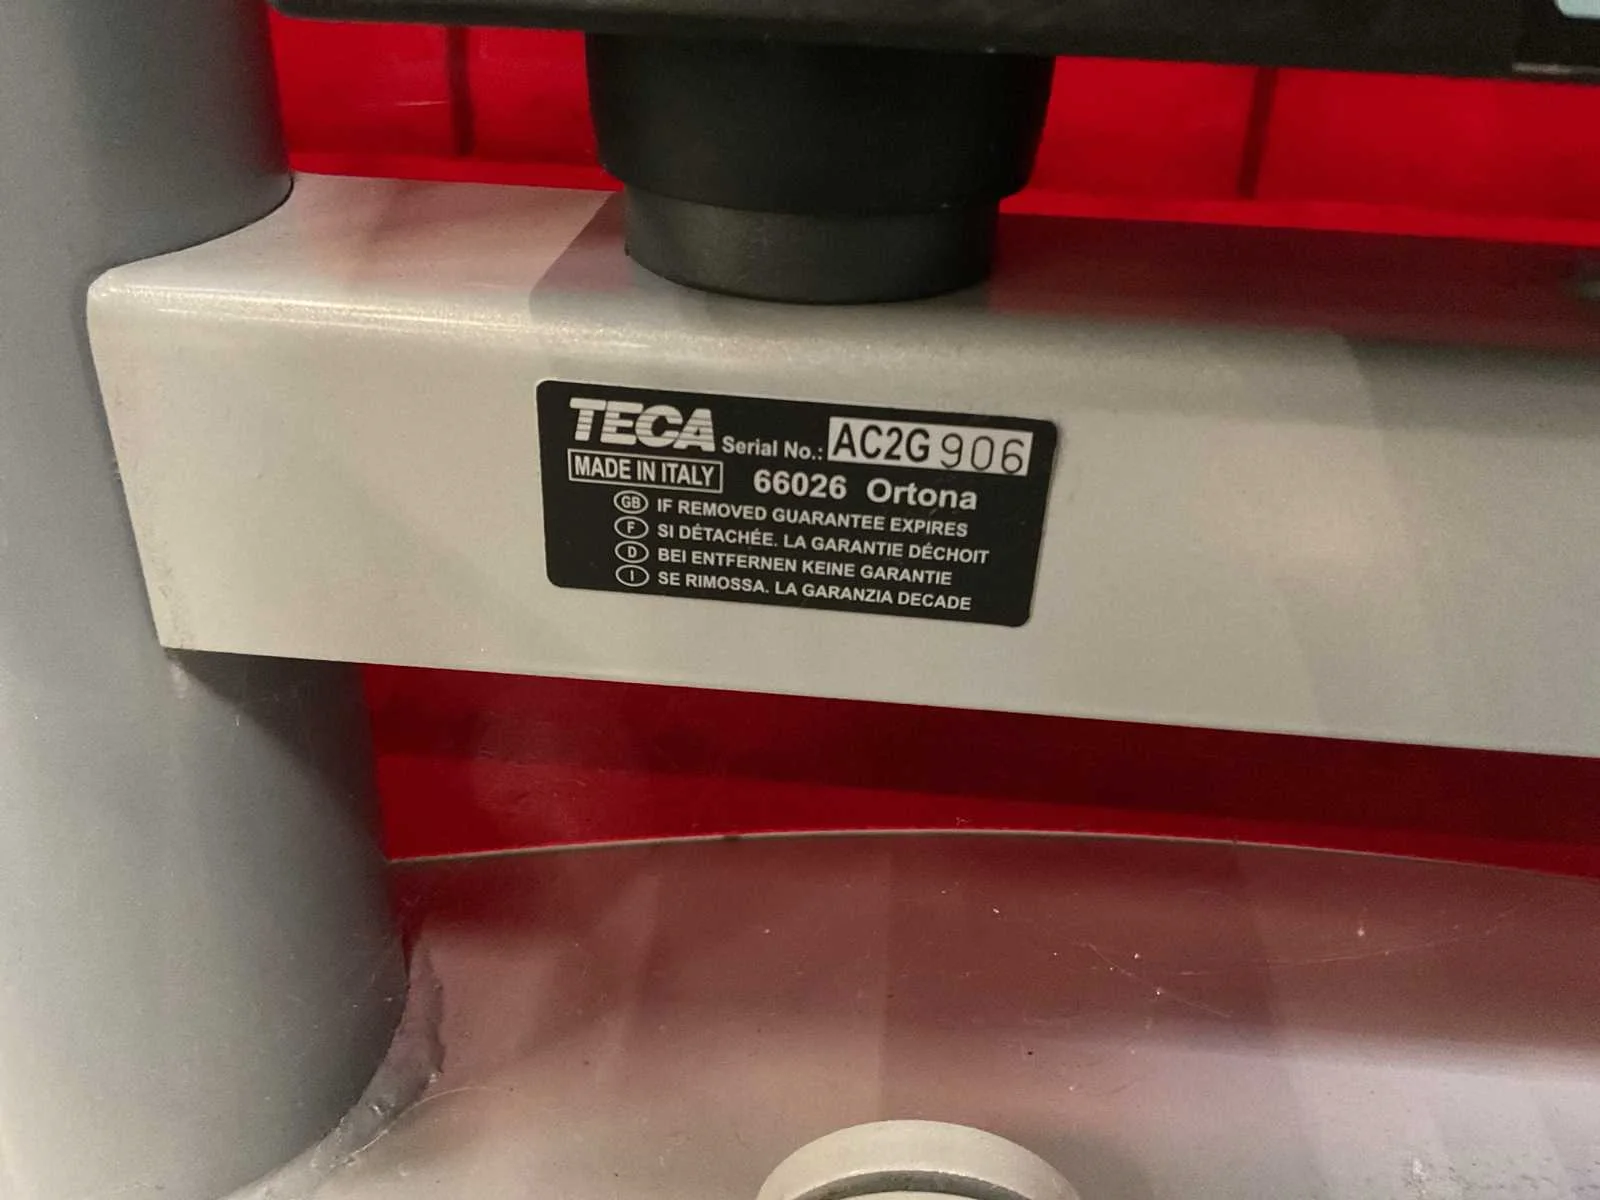 TECA Serial No.: AC2G 906
MADE IN ITALY 66026 Ortona
GB IF REMOVED GUARANTEE EXPIRES
F SI DÉTACHÉE. LA GARANTIE DÉCHOIT
D BEI ENTFERNEN KEINE GARANTIE
I SE RIMOSSA. LA GARANZIA DECADE